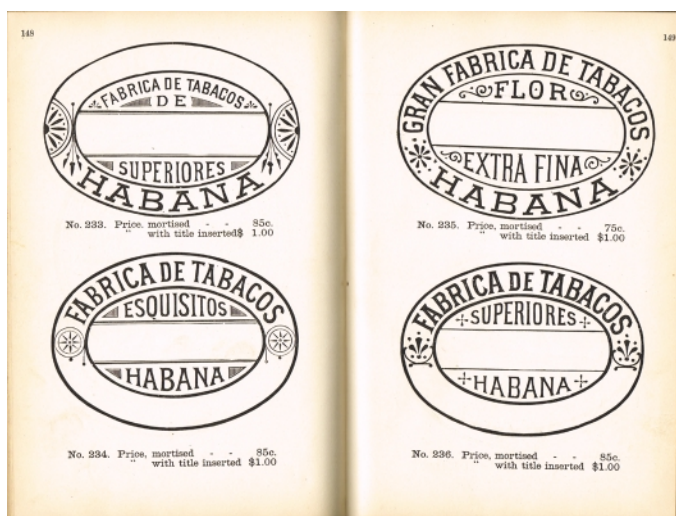 148
FABRICA DE TABACOS
DE
SUPERIORES
HABANA
No. 233. Price, mortised - - 85c.
" with title inserted $ 1.00
FABRICA DE TABACOS
ESQUISITOS
HABANA
No. 234. Price, mortised - - 85c.
" with title inserted $1.00
149
GRAN FABRICA DE TABACOS
FLOR
EXTRA FINA
HABANA
No. 235. Price, mortised - - 75c.
" with title inserted $1.00
FABRICA DE TABACOS
SUPERIORES
HABANA
No. 236. Price, mortised - - 85c.
" with title inserted $1.00